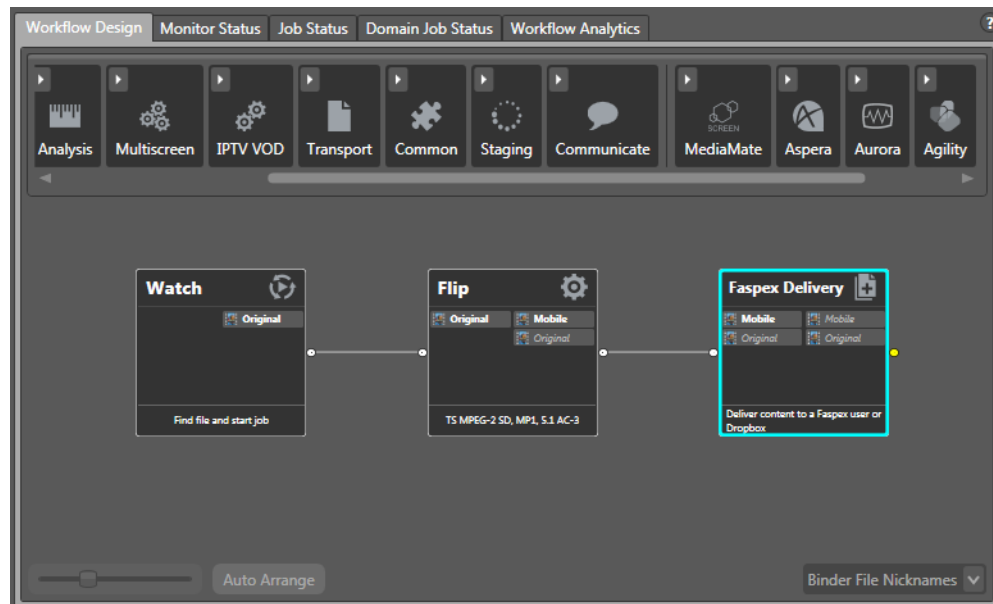 Workflow Design Monitor Status Job Status Domain Job Status Workflow Analytics ?
SCREEN
Analysis Multiscreen IPTV VOD Transport Common Staging Communicate MediaMate Aspera Aurora Agility
Watch Flip Faspex Delivery
Original Original Mobile Mobile Mobile
Original Original Original
Find file and start job TS MPEG-2 SD, MP1, 5.1 AC-3 Deliver content to a Faspex user or
Dropbox
Auto Arrange Binder File Nicknames